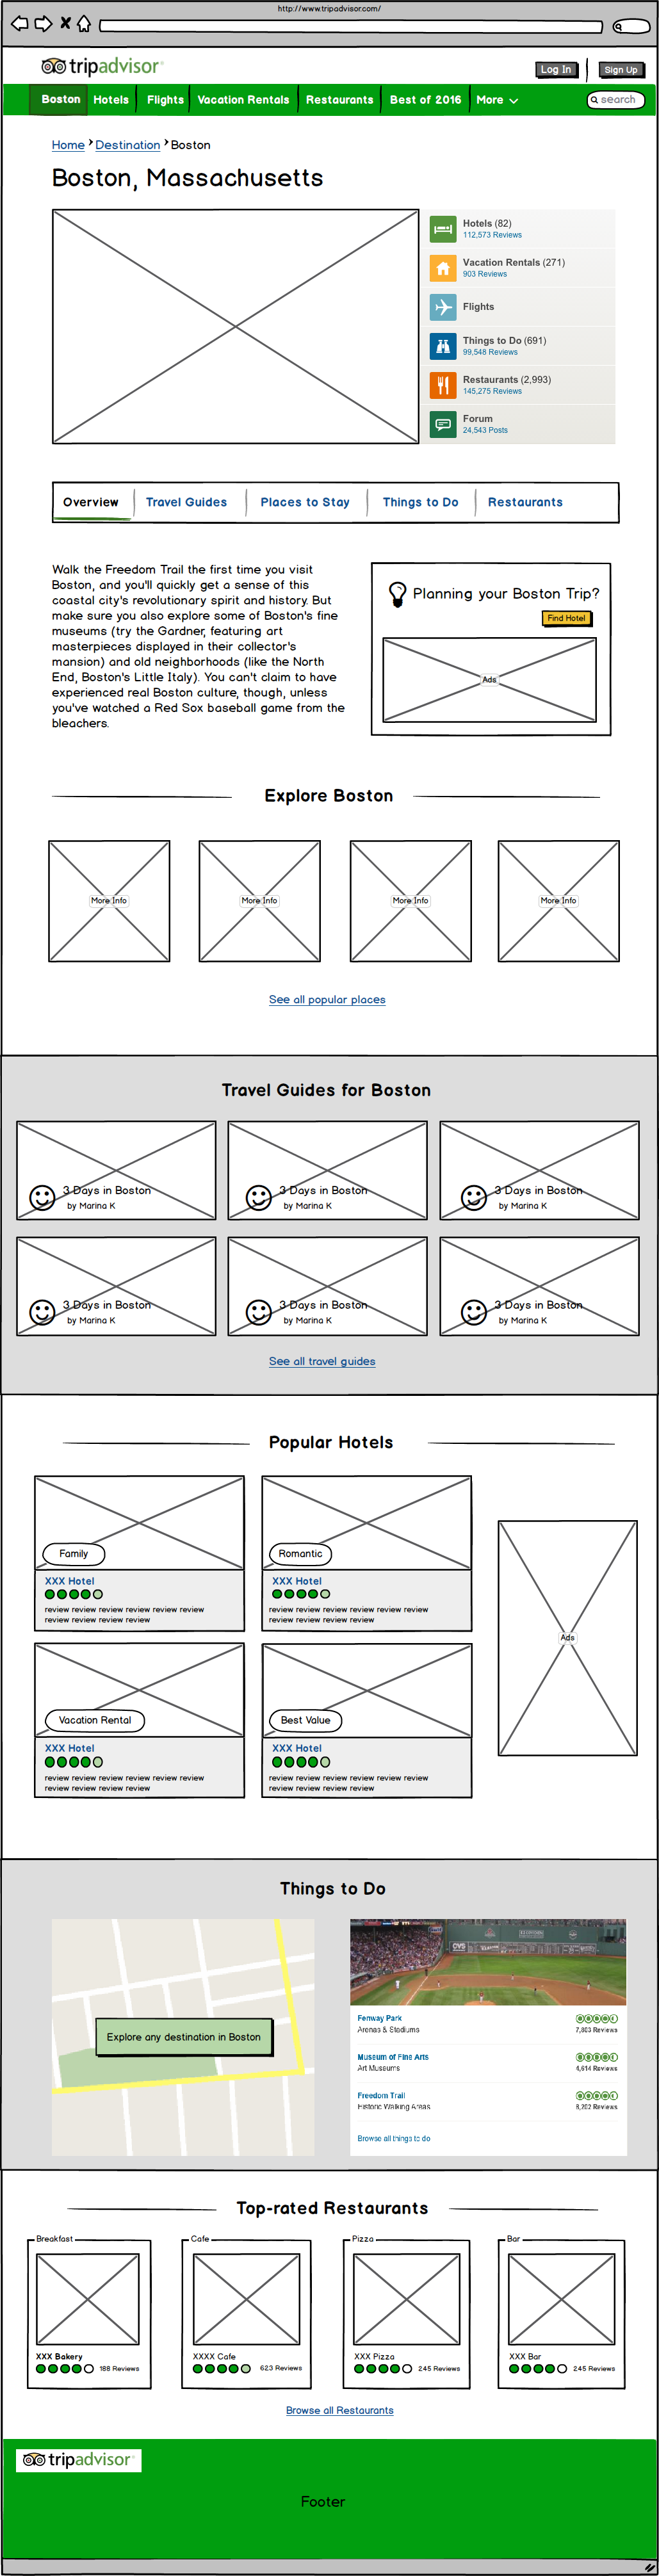 http://www.tripadvisor.com/
tripadvisor
Log In
Sign Up
Boston
Hotels
Flights
Vacation Rentals
Restaurants
Best of 2016
More
search
Home
Destination
Boston
Boston, Massachusetts
Hotels (82)
112,573 Reviews
Vacation Rentals (271)
903 Reviews
Flights
Things to Do (691)
99,548 Reviews
Restaurants (2,993)
145,275 Reviews
Forum
24,543 Posts
Overview
Travel Guides
Places to Stay
Things to Do
Restaurants
Walk the Freedom Trail the first time you visit
Boston, and you'll quickly get a sense of this
coastal city's revolutionary spirit and history. But
make sure you also explore some of Boston's fine
museums (try the Gardner, featuring art
masterpieces displayed in their collector's
mansion) and old neighborhoods (like the North
End, Boston's Little Italy). You can't claim to have
experienced real Boston culture, though, unless
you've watched a Red Sox baseball game from the
bleachers.
Planning your Boston Trip?
Find Hotel
Ads
Explore Boston
More Info
More Info
More Info
More Info
See all popular places
Travel Guides for Boston
3 Days in Boston
by Marina K
3 Days in Boston
by Marina K
3 Days in Boston
by Marina K
3 Days in Boston
by Marina K
3 Days in Boston
by Marina K
3 Days in Boston
by Marina K
See all travel guides
Popular Hotels
Family
XXX Hotel
review review review review review review
review review review review
Romantic
XXX Hotel
review review review review review review
review review review review
Ads
Vacation Rental
XXX Hotel
review review review review review review
review review review review
Best Value
XXX Hotel
review review review review review review
review review review review
Things to Do
Explore any destination in Boston
CVS
Fenway Park
Arenas & Stadiums
7,803 Reviews
Museum of Fine Arts
Art Museums
4,614 Reviews
Freedom Trail
Historic Walking Areas
8,202 Reviews
Browse all things to do
Top-rated Restaurants
Breakfast
XXX Bakery
188 Reviews
Cafe
XXXX Cafe
623 Reviews
Pizza
XXX Pizza
245 Reviews
Bar
XXX Bar
245 Reviews
Browse all Restaurants
tripadvisor
Footer